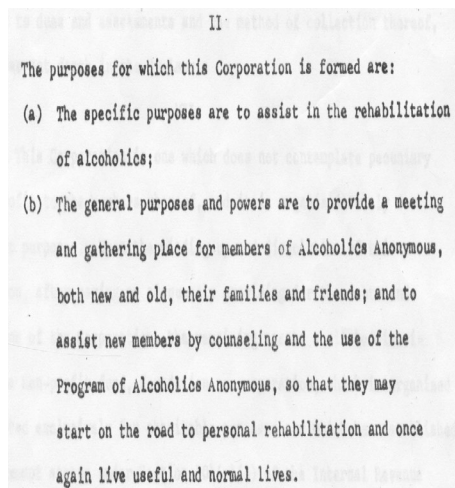 II
The purposes for which this Corporation is formed are:
(a) The specific purposes are to assist in the rehabilitation
of alcoholics;
(b) The general purposes and powers are to provide a meeting
and gathering place for members of Alcoholics Anonymous,
both new and old, their families and friends; and to
assist new members by counseling and the use of the
Program of Alcoholics Anonymous, so that they may
start on the road to personal rehabilitation and once
again live useful and normal lives.